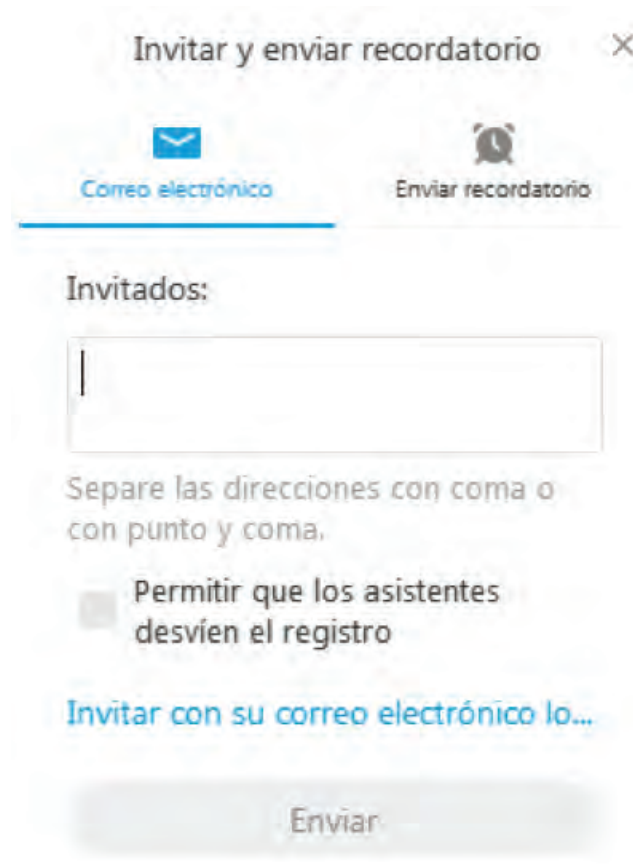 Invitar y enviar recordatorio
Correo electrónico
Enviar recordatorio
Invitados:
Separe las direcciones con coma o
con punto y coma.
Permitir que los asistentes
desvíen el registro
Invitar con su correo electrónico lo...
Enviar